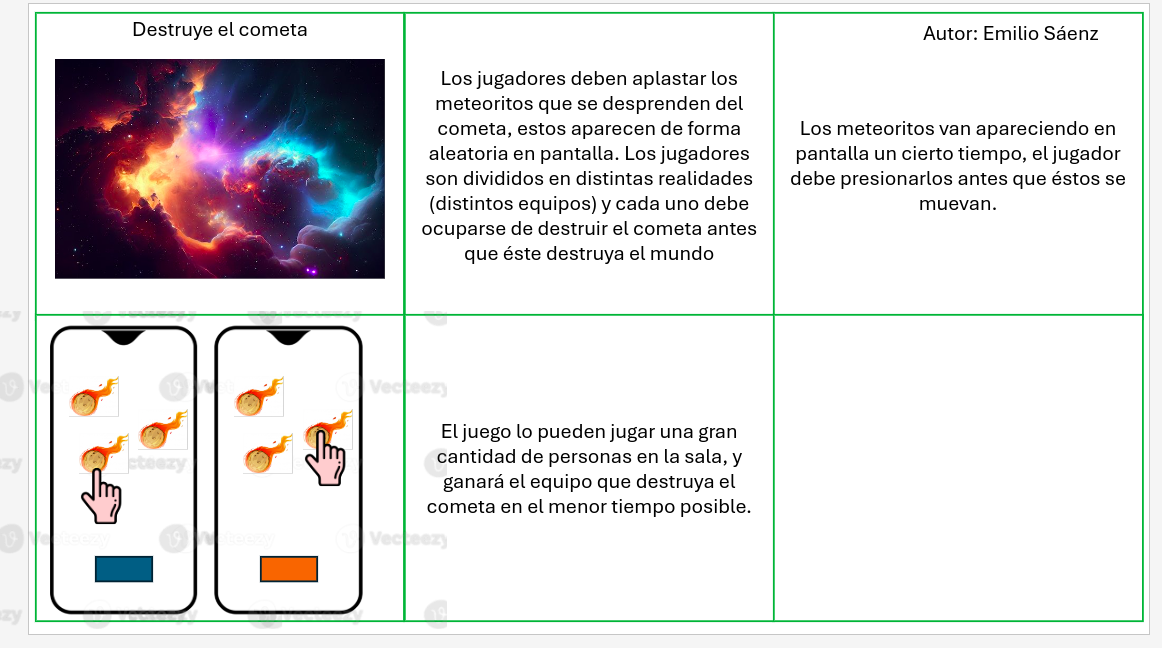 Destruye el cometa
Los jugadores deben aplastar los
meteoritos que se desprenden del
cometa, estos aparecen de forma
aleatoria en pantalla. Los jugadores
son divididos en distintas realidades
(distintos equipos) y cada uno debe
ocuparse de destruir el cometa antes
que éste destruya el mundo
Autor: Emilio Sáenz
Los meteoritos van apareciendo en
pantalla un cierto tiempo, el jugador
debe presionarlos antes que éstos se
muevan.
El juego lo pueden jugar una gran
cantidad de personas en la sala, y
ganará el equipo que destruya el
cometa en el menor tiempo posible.
Vecteezy